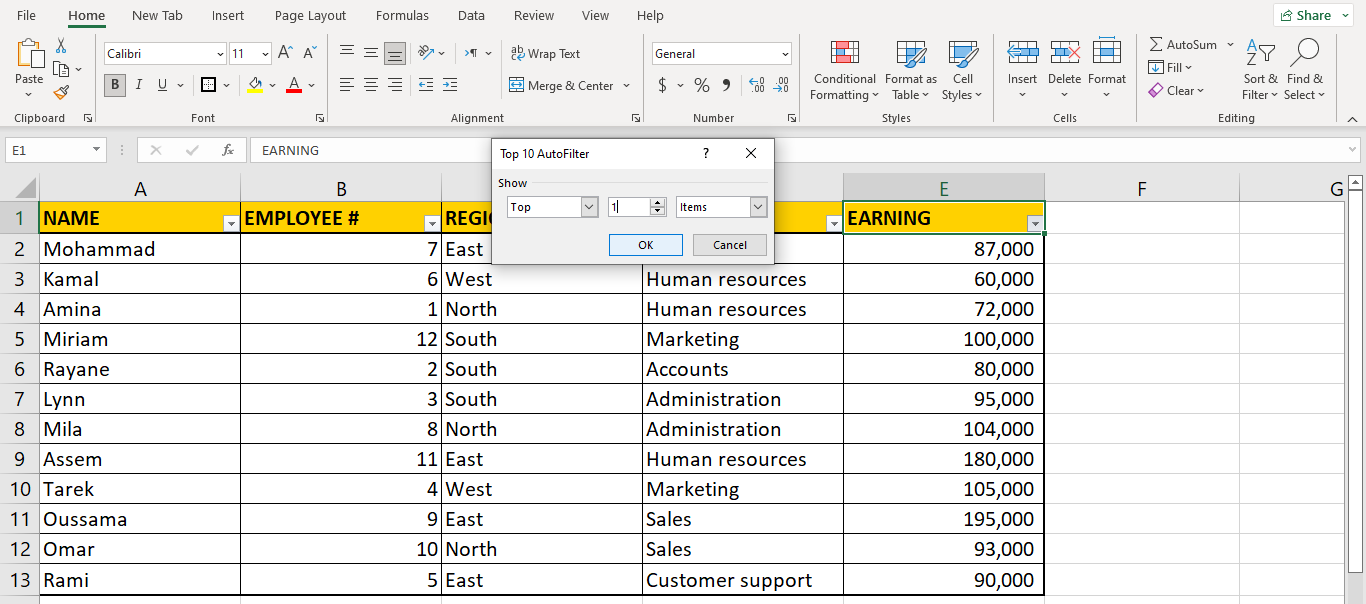 File Home New Tab Insert Page Layout Formulas Data Review View Help Share
Calibri 11 A A ab Wrap Text General AutoSum A
Paste Conditional Format as Cell Insert Delete Format Fill Sort & Find &
B I U A Merge & Center $ % , .00 .00 Formatting Table Styles Clear Filter Select
Clipboard Font Alignment Number Styles Cells Editing
E1 fx EARNING
Top 10 AutoFilter ?
Show
Top 1 Items
OK Cancel
A B E F G
1 NAME EMPLOYEE # REGI EARNING
2 Mohammad 7 East 87,000
3 Kamal 6 West Human resources 60,000
4 Amina 1 North Human resources 72,000
5 Miriam 12 South Marketing 100,000
6 Rayane 2 South Accounts 80,000
7 Lynn 3 South Administration 95,000
8 Mila 8 North Administration 104,000
9 Assem 11 East Human resources 180,000
10 Tarek 4 West Marketing 105,000
11 Oussama 9 East Sales 195,000
12 Omar 10 North Sales 93,000
13 Rami 5 East Customer support 90,000